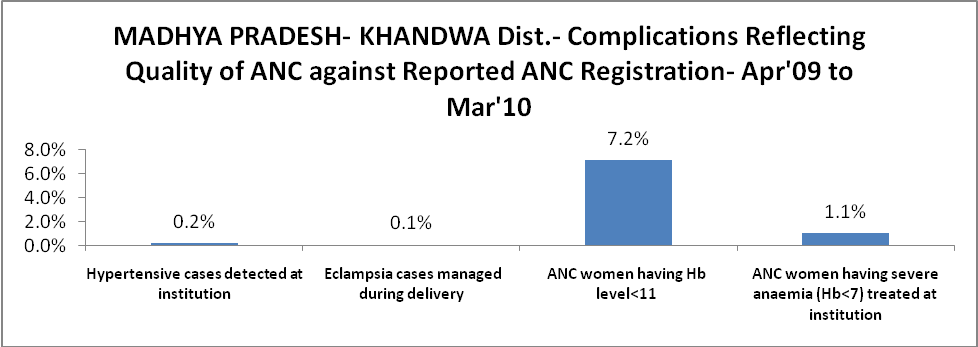 MADHYA PRADESH- KHANDWA Dist.- Complications Reflecting
Quality of ANC against Reported ANC Registration- Apr'09 to
Mar'10
8.0%
6.0%
4.0%
2.0%
0.0%
0.2%
0.1%
7.2%
1.1%
Hypertensive cases detected at
institution
Eclampsia cases managed
during delivery
ANC women having Hb
level<11
ANC women having severe
anaemia (Hb<7) treated at
institution